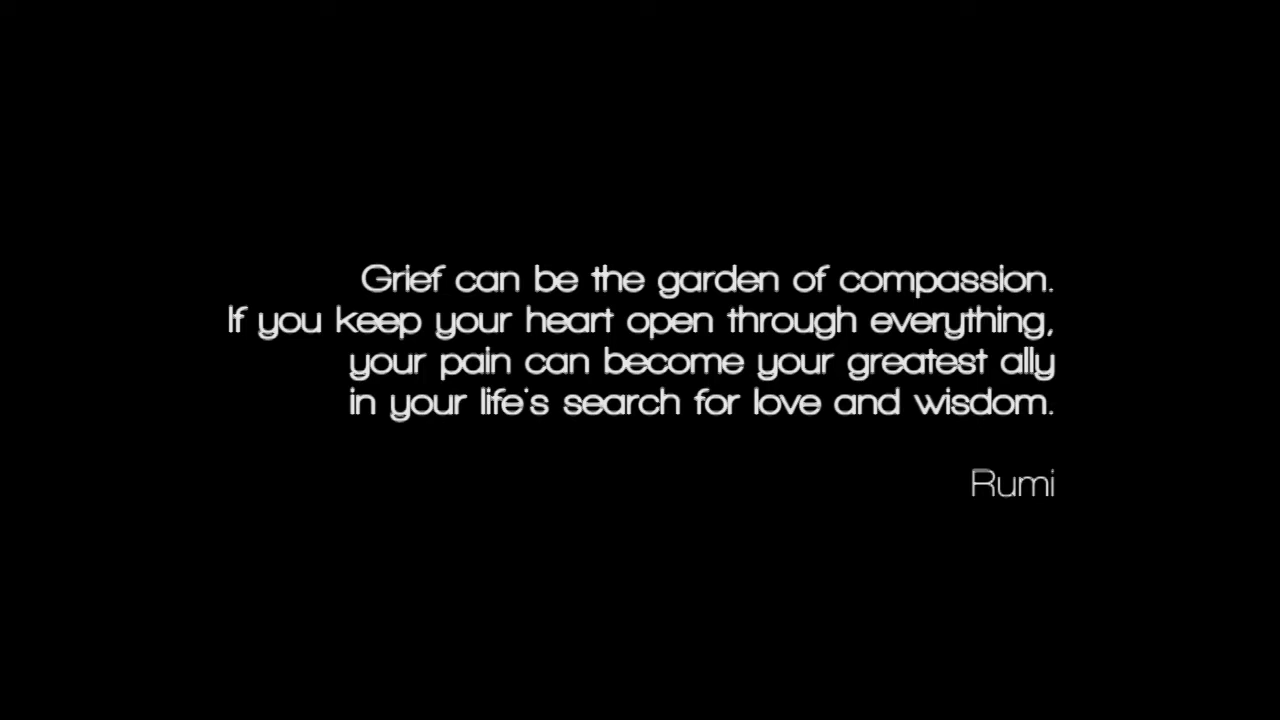 Grief can be the garden of compassion.
If you keep your heart open through everything,
your pain can become your greatest ally
in your life's search for love and wisdom.
Rumi